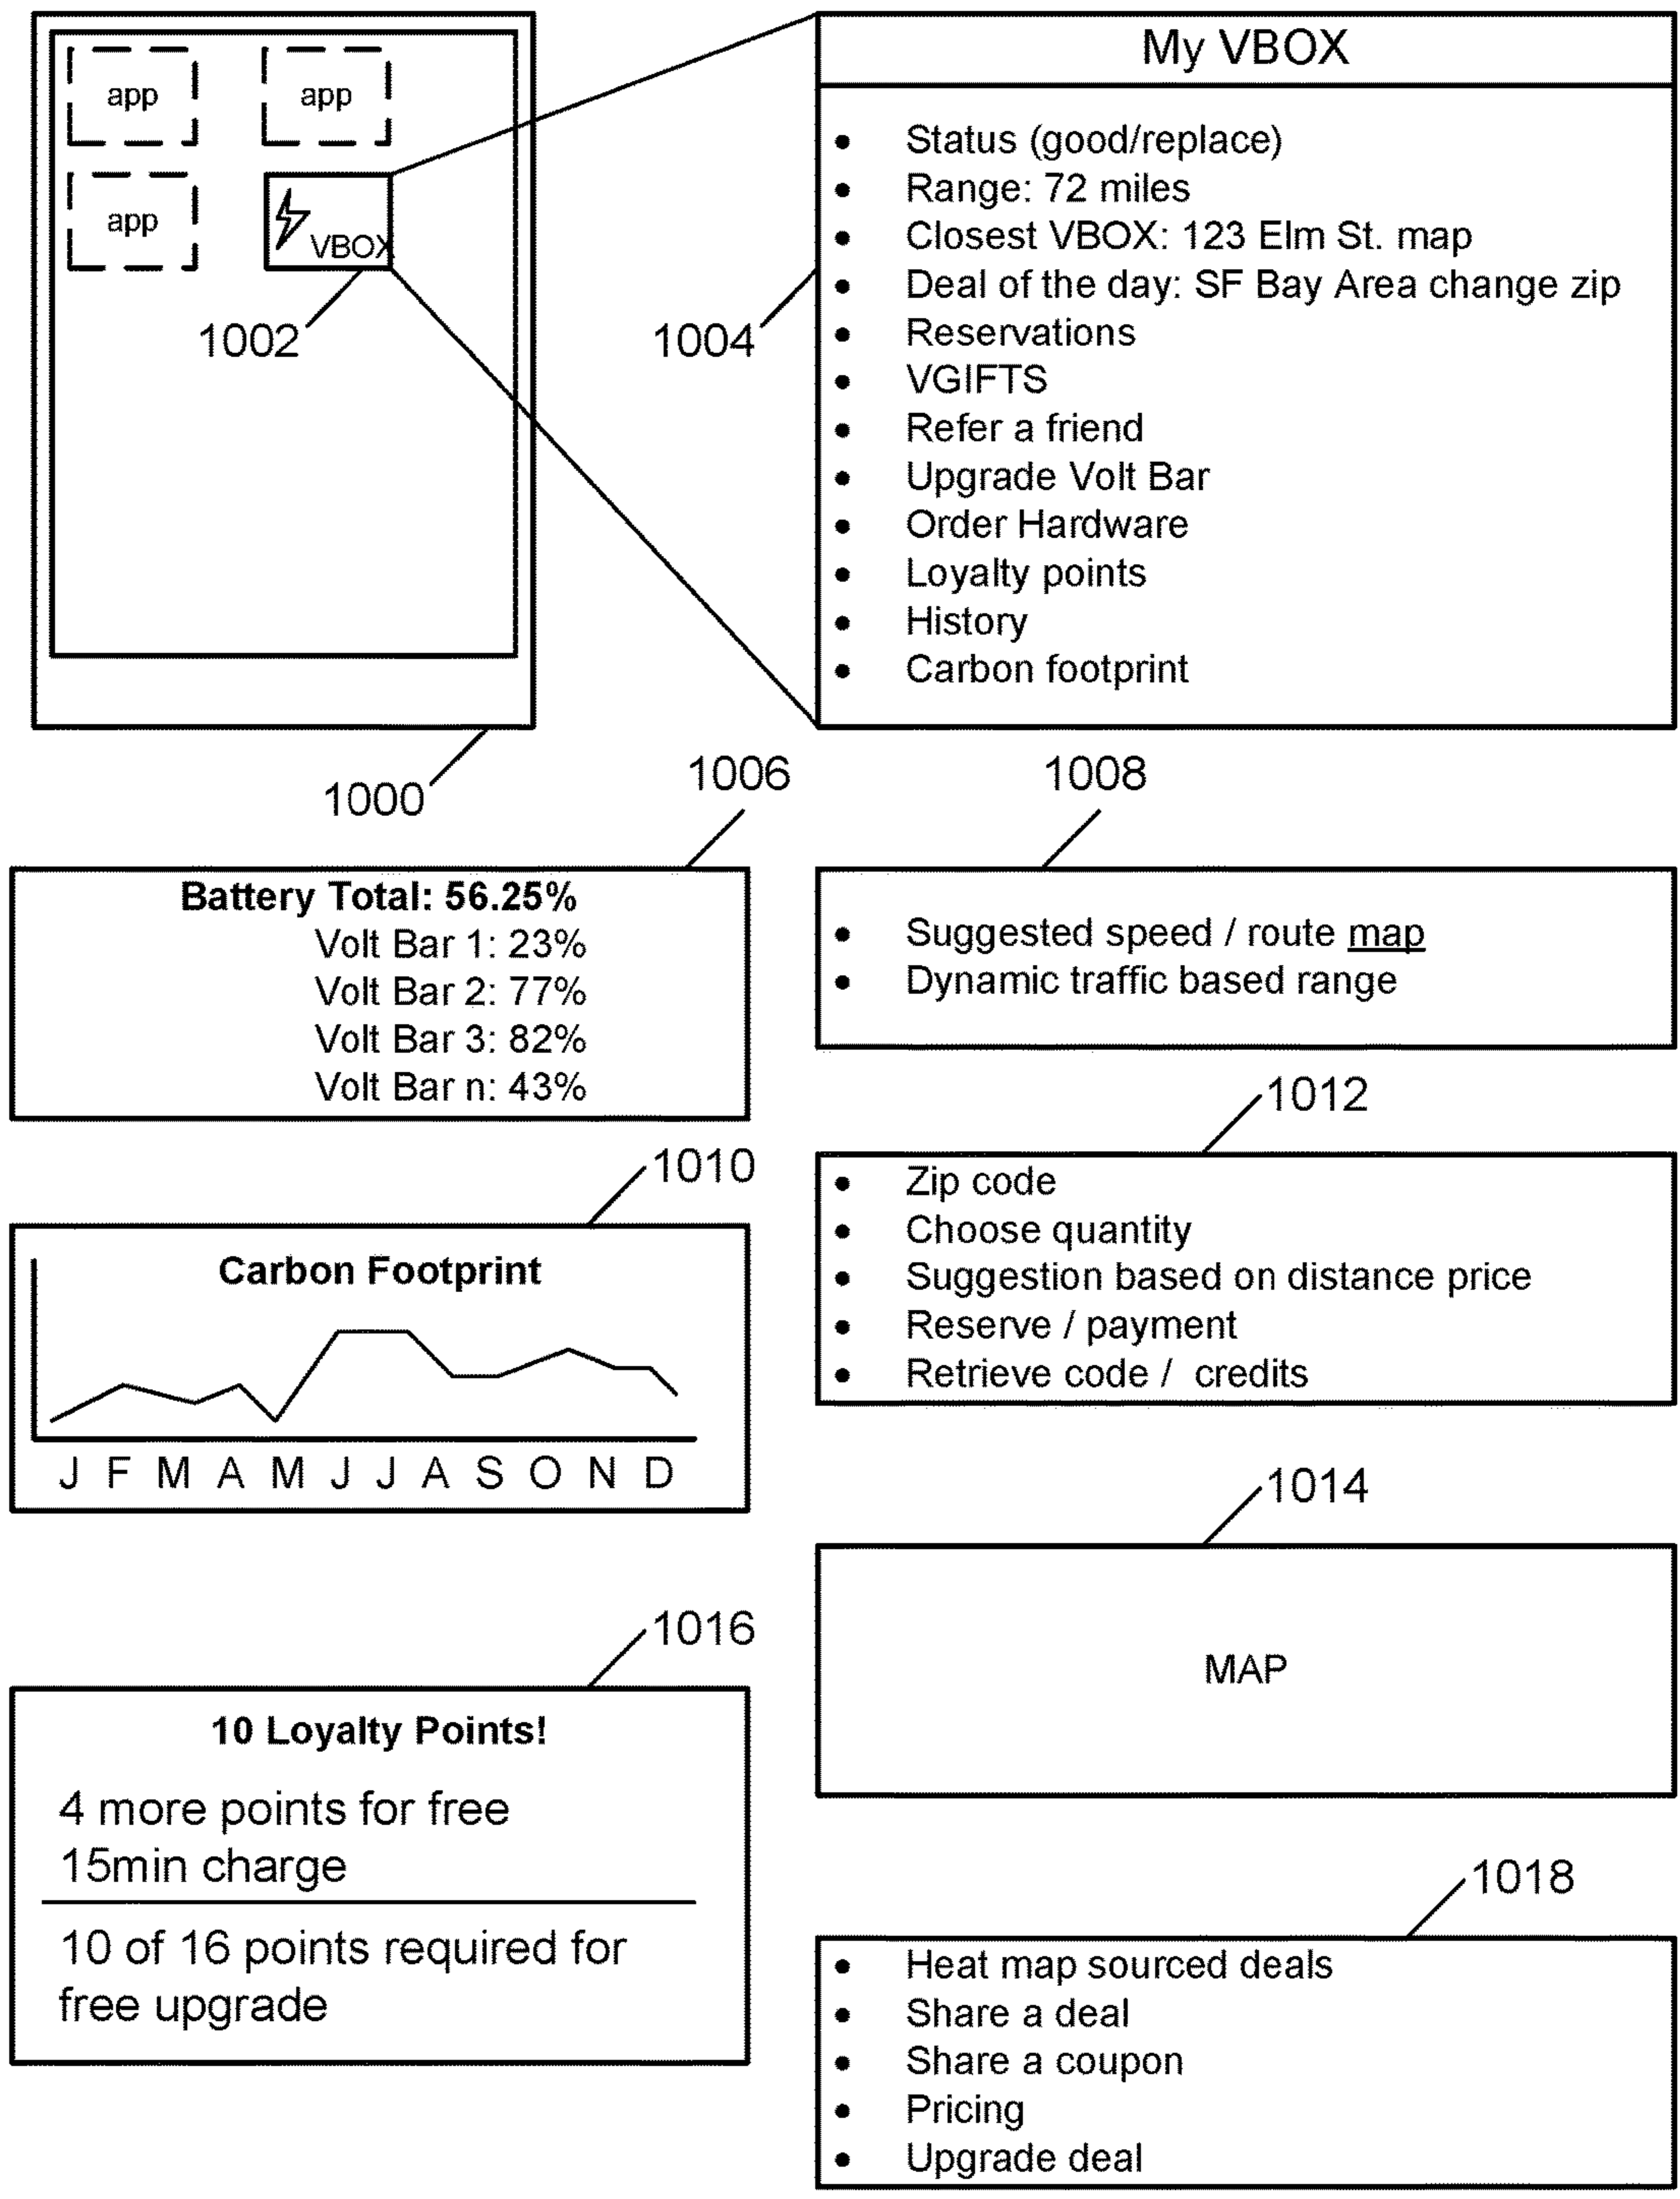 app
app
app
VBOX
1002
1000
My VBOX
• Status (good/replace)
• Range: 72 miles
• Closest VBOX: 123 Elm St. map
• Deal of the day: SF Bay Area change zip
• Reservations
• VGIFTS
• Refer a friend
• Upgrade Volt Bar
• Order Hardware
• Loyalty points
• History
• Carbon footprint
1004
1006
Battery Total: 56.25%
Volt Bar 1: 23%
Volt Bar 2: 77%
Volt Bar 3: 82%
Volt Bar n: 43%
1008
• Suggested speed / route map
• Dynamic traffic based range
1010
Carbon Footprint
J F M A M J J A S O N D
1012
• Zip code
• Choose quantity
• Suggestion based on distance price
• Reserve / payment
• Retrieve code / credits
1014
MAP
1016
10 Loyalty Points!
4 more points for free
15min charge
10 of 16 points required for
free upgrade
1018
• Heat map sourced deals
• Share a deal
• Share a coupon
• Pricing
• Upgrade deal